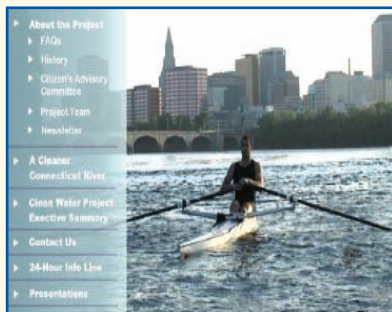 About the Project
FAQs
History
Citizen's Advisory
Committee
Project Team
Newsletter
A Cleaner
Connecticut River
Clean Water Project
Exective Summary
Contact Us
24-Hour Info Line
Presentations